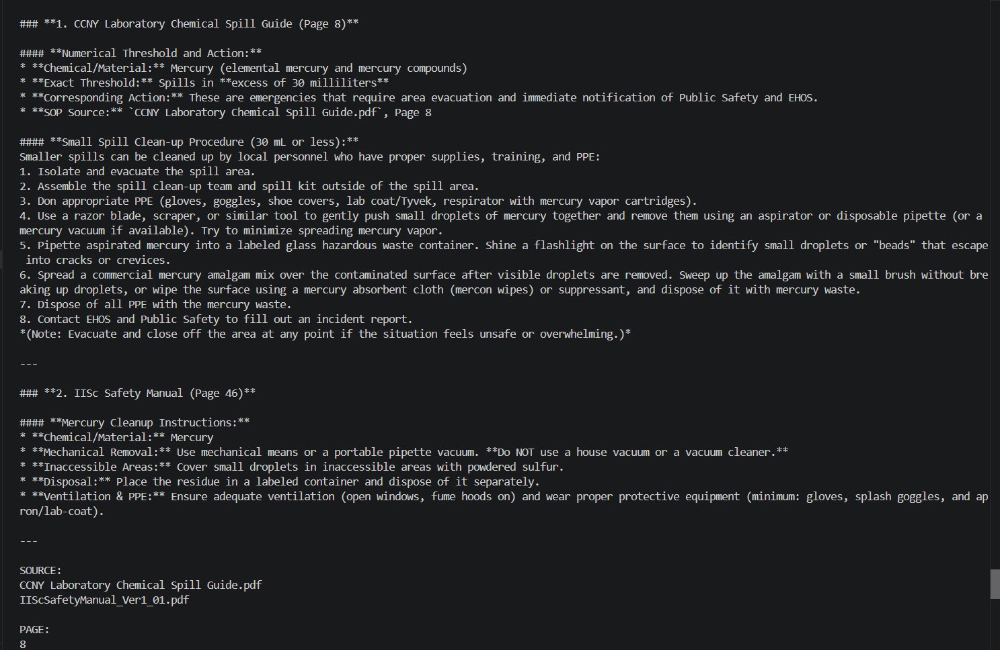 ### **1. CCNY Laboratory Chemical Spill Guide (Page 8)**
#### **Numerical Threshold and Action:**
* **Chemical/Material:** Mercury (elemental mercury and mercury compounds)
* **Exact Threshold:** Spills in **excess of 30 milliliters**
* **Corresponding Action:** These are emergencies that require area evacuation and immediate notification of Public Safety and EHOS.
* **SOP Source:** `CCNY Laboratory Chemical Spill Guide.pdf`, Page 8
#### **Small Spill Clean-up Procedure (30 mL or less):**
Smaller spills can be cleaned up by local personnel who have proper supplies, training, and PPE:
1. Isolate and evacuate the spill area.
2. Assemble the spill clean-up team and spill kit outside of the spill area.
3. Don appropriate PPE (gloves, goggles, shoe covers, lab coat/Tyvek, respirator with mercury vapor cartridges).
4. Use a razor blade, scraper, or similar tool to gently push small droplets of mercury together and remove them using an aspirator or disposable pipette (or a
mercury vacuum if available). Try to minimize spreading mercury vapor.
5. Pipette aspirated mercury into a labeled glass hazardous waste container. Shine a flashlight on the surface to identify small droplets or "beads" that escape
 into cracks or crevices.
6. Spread a commercial mercury amalgam mix over the contaminated surface after visible droplets are removed. Sweep up the amalgam with a small brush without bre
aking up droplets, or wipe the surface using a mercury absorbent cloth (mercon wipes) or suppressant, and dispose of it with mercury waste.
7. Dispose of all PPE with the mercury waste.
8. Contact EHOS and Public Safety to fill out an incident report.
*(Note: Evacuate and close off the area at any point if the situation feels unsafe or overwhelming.)*
---
### **2. IISc Safety Manual (Page 46)**
#### **Mercury Cleanup Instructions:**
* **Chemical/Material:** Mercury
* **Mechanical Removal:** Use mechanical means or a portable pipette vacuum. **Do NOT use a house vacuum or a vacuum cleaner.**
* **Inaccessible Areas:** Cover small droplets in inaccessible areas with powdered sulfur.
* **Disposal:** Place the residue in a labeled container and dispose of it separately.
* **Ventilation & PPE:** Ensure adequate ventilation (open windows, fume hoods on) and wear proper protective equipment (minimum: gloves, splash goggles, and ap
ron/lab-coat).
---
SOURCE:
CCNY Laboratory Chemical Spill Guide.pdf
IIScSafetyManual_Ver1_01.pdf
PAGE:
8